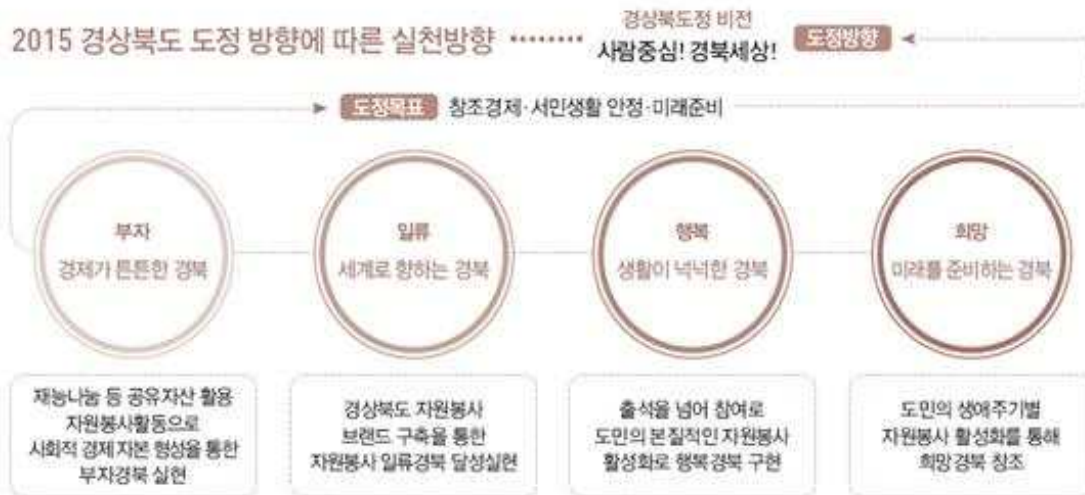 2015 경상북도 도정 방향에 따른 실천방향
경상북도정 비전
사람중심! 경북세상!
도정방향
도정목표 창조경제·서민생활 안정·미래준비
부자
경제가 튼튼한 경북
일류
세계로 향하는 경북
행복
생활이 넉넉한 경북
희망
미래를 준비하는 경북
재능나눔 등 공유자산 활용
자원봉사활동으로
사회적 경제 자본 형성을 통한
부자경북 실현
경상북도 자원봉사
브랜드 구축을 통한
자원봉사 일류경북 달성실현
출석을 넘어 참여로
도민의 본질적인 자원봉사
활성화로 행복경북 구현
도민의 생애주기별
자원봉사 활성화를 통해
희망경북 창조